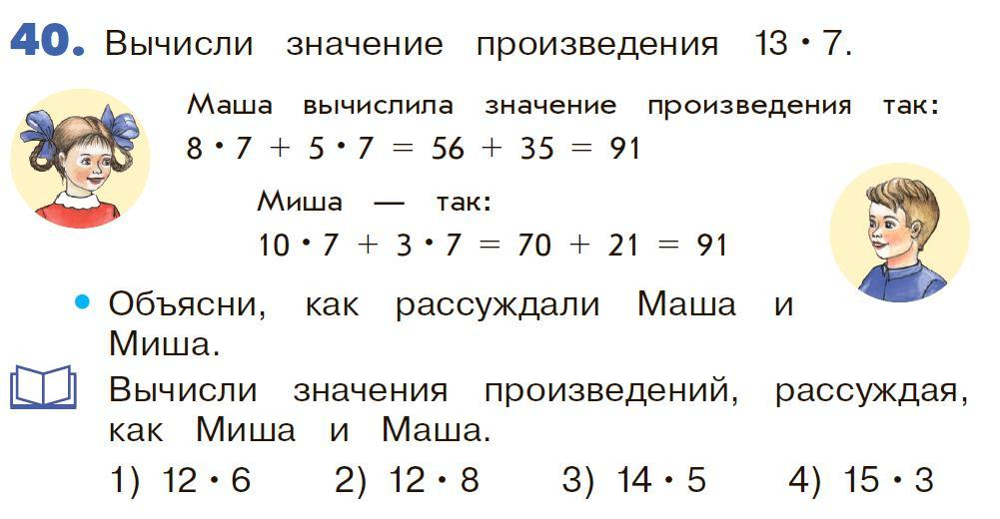 40. Вычисли значение произведения 13 · 7.
Маша вычислила значение произведения так:
8 · 7 + 5 · 7 = 56 + 35 = 91
Миша — так:
10 · 7 + 3 · 7 = 70 + 21 = 91
• Объясни, как рассуждали Маша и
Миша.
Вычисли значения произведений, рассуждая,
как Миша и Маша.
1) 12 · 6 2) 12 · 8 3) 14 · 5 4) 15 · 3